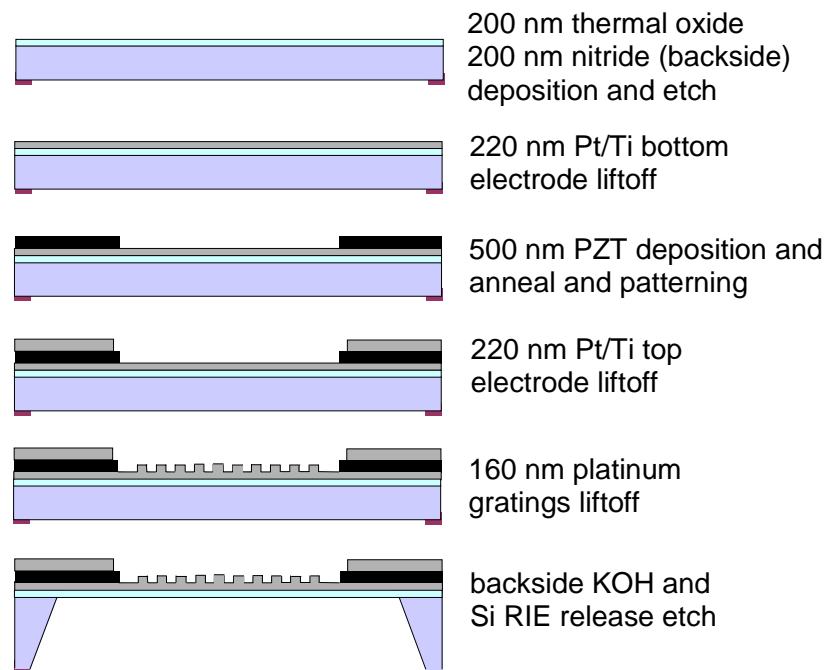 200 nm thermal oxide
200 nm nitride (backside)
deposition and etch
220 nm Pt/Ti bottom
electrode liftoff
500 nm PZT deposition and
anneal and patterning
220 nm Pt/Ti top
electrode liftoff
160 nm platinum
gratings liftoff
backside KOH and
Si RIE release etch